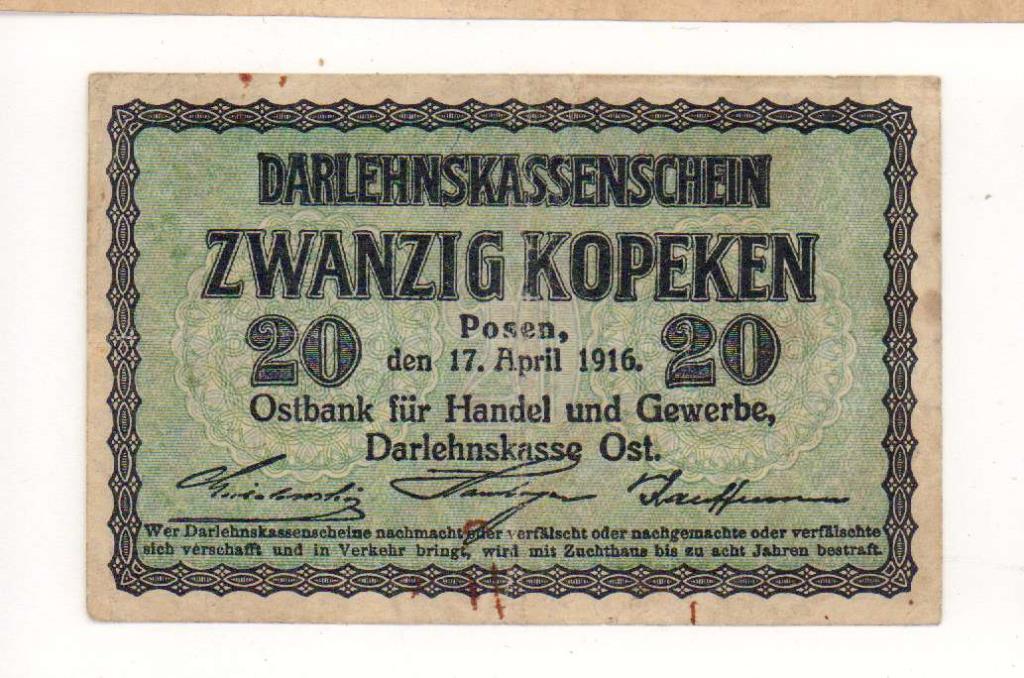 DARLEHNSKASSENSCHEIN
ZWANZIG KOPEKEN
20 Posen, 20
den 17. April 1916.
Ostbank für Handel und Gewerbe,
Darlehnskasse Ost.
Wer Darlehnskassenscheine nachmacht oder verfälscht oder nachgemachte oder verfälschte
sich verschafft und in Verkehr bringt, wird mit Zuchthaus bis zu acht Jahren bestraft.